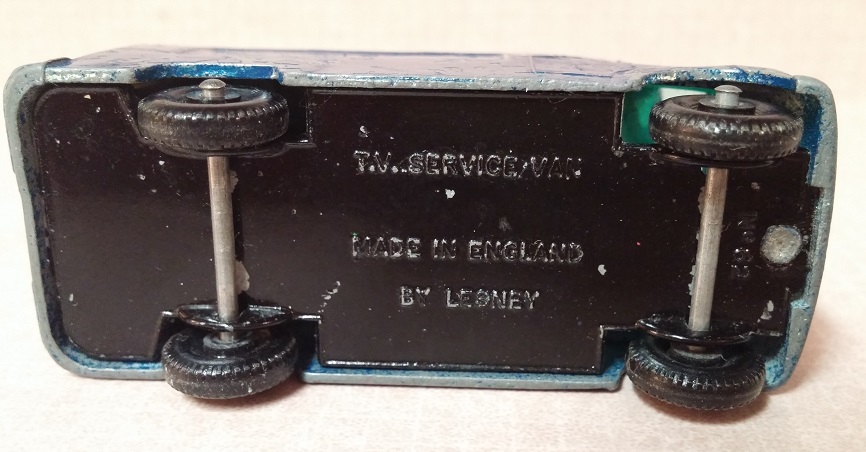 T.V. SERVICE VAN
MADE IN ENGLAND
BY LESNEY
Nº 62